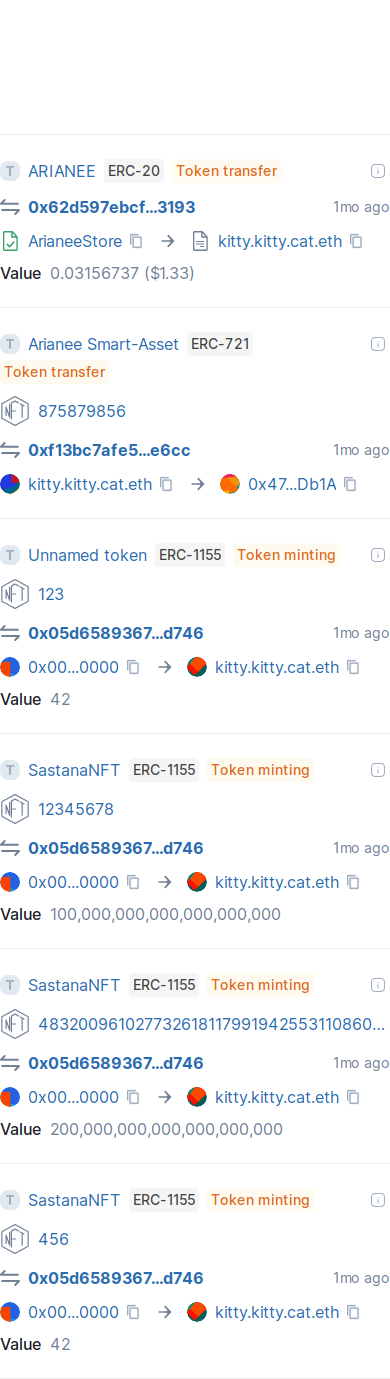 T ARIANEE ERC-20 Token transfer
0x62d597ebcf...3193 1mo ago
ArianeeStore kitty.kitty.cat.eth
Value 0.03156737 ($1.33)
T Arianee Smart-Asset ERC-721
Token transfer
NFT 875879856
0xf13bc7afe5...e6cc 1mo ago
kitty.kitty.cat.eth 0x47...Db1A
T Unnamed token ERC-1155 Token minting
NFT 123
0x05d6589367...d746 1mo ago
0x00...0000 kitty.kitty.cat.eth
Value 42
T SastanaNFT ERC-1155 Token minting
NFT 12345678
0x05d6589367...d746 1mo ago
0x00...0000 kitty.kitty.cat.eth
Value 100,000,000,000,000,000,000
T SastanaNFT ERC-1155 Token minting
NFT 483200961027732618117991942553110860...
0x05d6589367...d746 1mo ago
0x00...0000 kitty.kitty.cat.eth
Value 200,000,000,000,000,000,000
T SastanaNFT ERC-1155 Token minting
NFT 456
0x05d6589367...d746 1mo ago
0x00...0000 kitty.kitty.cat.eth
Value 42